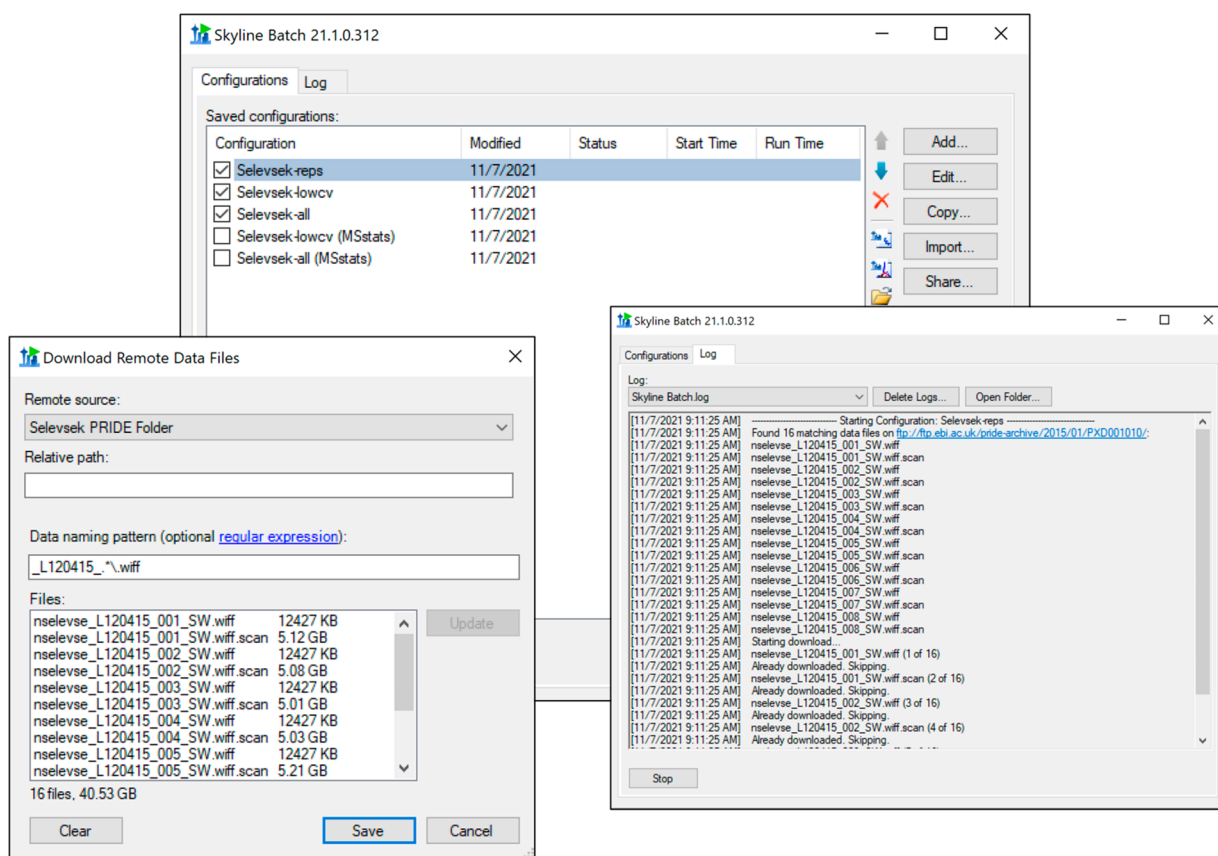 Skyline Batch 21.1.0.312
Configurations Log
Saved configurations:
Configuration Modified Status Start Time Run Time
Selevsek-reps 11/7/2021
Selevsek-lowcv 11/7/2021
Selevsek-all 11/7/2021
Selevsek-lowcv (MSstats) 11/7/2021
Selevsek-all (MSstats) 11/7/2021
Add...
Edit...
Copy...
Import...
Share...
Download Remote Data Files
Remote source:
Selevsek PRIDE Folder
Relative path:
Data naming pattern (optional regular expression):
_L120415_.*\.wiff
Files:
nselevse_L120415_001_SW.wiff 12427 KB
nselevse_L120415_001_SW.wiff.scan 5.12 GB
nselevse_L120415_002_SW.wiff 12427 KB
nselevse_L120415_002_SW.wiff.scan 5.08 GB
nselevse_L120415_003_SW.wiff 12427 KB
nselevse_L120415_003_SW.wiff.scan 5.01 GB
nselevse_L120415_004_SW.wiff 12427 KB
nselevse_L120415_004_SW.wiff.scan 5.03 GB
nselevse_L120415_005_SW.wiff 12427 KB
nselevse_L120415_005_SW.wiff.scan 5.21 GB
Update
16 files, 40.53 GB
Clear Save Cancel
Skyline Batch 21.1.0.312
Configurations Log
Log:
Skyline Batch.log Delete Logs... Open Folder...
[11/7/2021 9:11:25 AM] ------------------------------ Starting Configuration: Selevsek-reps ------------------------------
[11/7/2021 9:11:25 AM] Found 16 matching data files on ftp://ftp.ebi.ac.uk/pride-archive/2015/01/PXD001010/:
[11/7/2021 9:11:25 AM] nselevse_L120415_001_SW.wiff
[11/7/2021 9:11:25 AM] nselevse_L120415_001_SW.wiff.scan
[11/7/2021 9:11:25 AM] nselevse_L120415_002_SW.wiff
[11/7/2021 9:11:25 AM] nselevse_L120415_002_SW.wiff.scan
[11/7/2021 9:11:25 AM] nselevse_L120415_003_SW.wiff
[11/7/2021 9:11:25 AM] nselevse_L120415_003_SW.wiff.scan
[11/7/2021 9:11:25 AM] nselevse_L120415_004_SW.wiff
[11/7/2021 9:11:25 AM] nselevse_L120415_004_SW.wiff.scan
[11/7/2021 9:11:25 AM] nselevse_L120415_005_SW.wiff
[11/7/2021 9:11:25 AM] nselevse_L120415_005_SW.wiff.scan
[11/7/2021 9:11:25 AM] nselevse_L120415_006_SW.wiff
[11/7/2021 9:11:25 AM] nselevse_L120415_006_SW.wiff.scan
[11/7/2021 9:11:25 AM] nselevse_L120415_007_SW.wiff
[11/7/2021 9:11:25 AM] nselevse_L120415_007_SW.wiff.scan
[11/7/2021 9:11:25 AM] nselevse_L120415_008_SW.wiff
[11/7/2021 9:11:25 AM] nselevse_L120415_008_SW.wiff.scan
[11/7/2021 9:11:25 AM] Starting download...
[11/7/2021 9:11:25 AM] nselevse_L120415_001_SW.wiff (1 of 16)
[11/7/2021 9:11:25 AM] Already downloaded. Skipping.
[11/7/2021 9:11:25 AM] nselevse_L120415_001_SW.wiff.scan (2 of 16)
[11/7/2021 9:11:25 AM] Already downloaded. Skipping.
[11/7/2021 9:11:25 AM] nselevse_L120415_002_SW.wiff (3 of 16)
[11/7/2021 9:11:25 AM] Already downloaded. Skipping.
[11/7/2021 9:11:25 AM] nselevse_L120415_002_SW.wiff.scan (4 of 16)
[11/7/2021 9:11:25 AM] Already downloaded. Skipping.
Stop